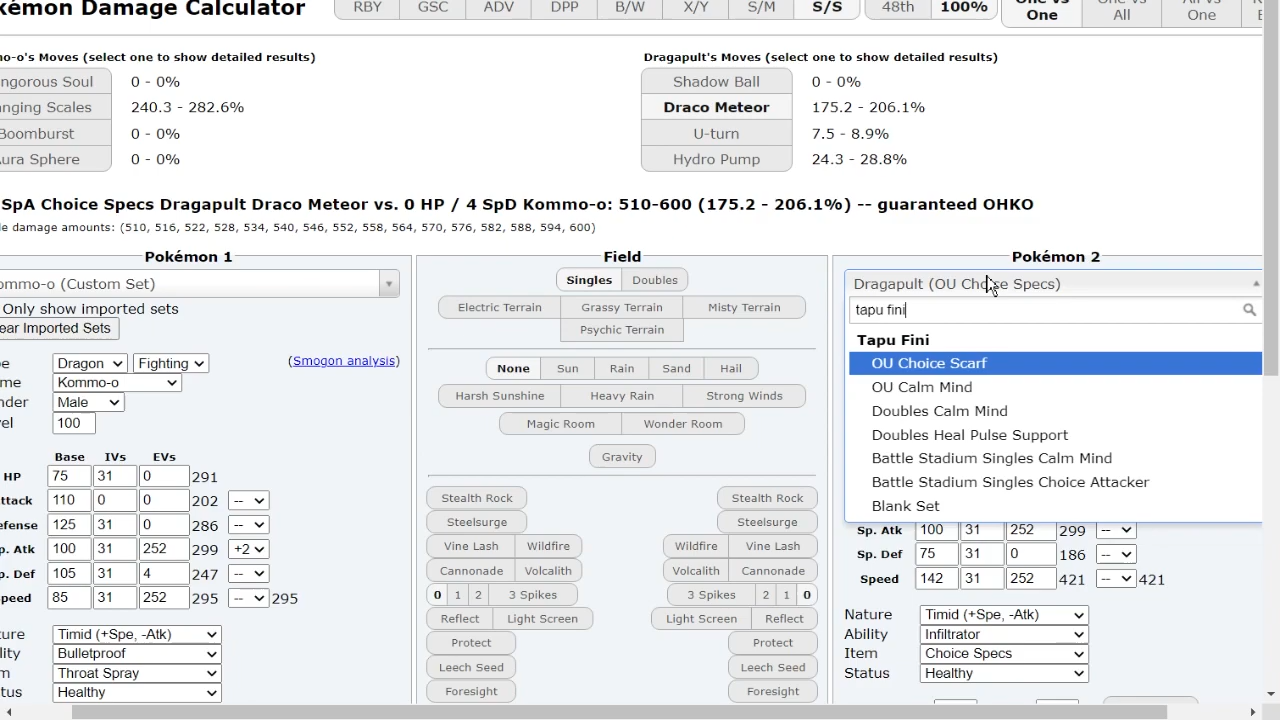 kémon Damage Calculator
RBY GSC ADV DPP B/W X/Y S/M S/S 48th 100% One vs One One vs All All vs One
mo-o's Moves (select one to show detailed results)
Dragapult's Moves (select one to show detailed results)
ngorous Soul 0 - 0% Shadow Ball 0 - 0%
anging Scales 240.3 - 282.6% Draco Meteor 175.2 - 206.1%
Boomburst 0 - 0% U-turn 7.5 - 8.9%
Aura Sphere 0 - 0% Hydro Pump 24.3 - 28.8%
SpA Choice Specs Dragapult Draco Meteor vs. 0 HP / 4 SpD Kommo-o: 510-600 (175.2 - 206.1%) -- guaranteed OHKO
le damage amounts: (510, 516, 522, 528, 534, 540, 546, 552, 558, 564, 570, 576, 582, 588, 594, 600)
Pokémon 1
ommo-o (Custom Set)
Only show imported sets
ear Imported Sets
pe Dragon Fighting (Smogon analysis)
me Kommo-o
nder Male
vel 100
Base IVs EVs
HP 75 31 0 291
ttack 110 0 0 202 --
efense 125 31 0 286 --
p. Atk 100 31 252 299 +2
p. Def 105 31 4 247 --
peed 85 31 252 295 -- 295
ture Timid (+Spe, -Atk)
lity Bulletproof
m Throat Spray
tus Healthy
Field
Singles Doubles
Electric Terrain Grassy Terrain Misty Terrain
Psychic Terrain
None Sun Rain Sand Hail
Harsh Sunshine Heavy Rain Strong Winds
Magic Room Wonder Room
Gravity
Stealth Rock Stealth Rock
Steelsurge Steelsurge
Vine Lash Wildfire Wildfire Vine Lash
Cannonade Volcalith Volcalith Cannonade
0 1 2 3 Spikes 3 Spikes 2 1 0
Reflect Light Screen Light Screen Reflect
Protect Protect
Leech Seed Leech Seed
Foresight Foresight
Pokémon 2
Dragapult (OU Choice Specs)
tapu fini
Tapu Fini
OU Choice Scarf
OU Calm Mind
Doubles Calm Mind
Doubles Heal Pulse Support
Battle Stadium Singles Calm Mind
Battle Stadium Singles Choice Attacker
Blank Set
Sp. Atk 100 31 252 299 --
Sp. Def 75 31 0 186 --
Speed 142 31 252 421 -- 421
Nature Timid (+Spe, -Atk)
Ability Infiltrator
Item Choice Specs
Status Healthy